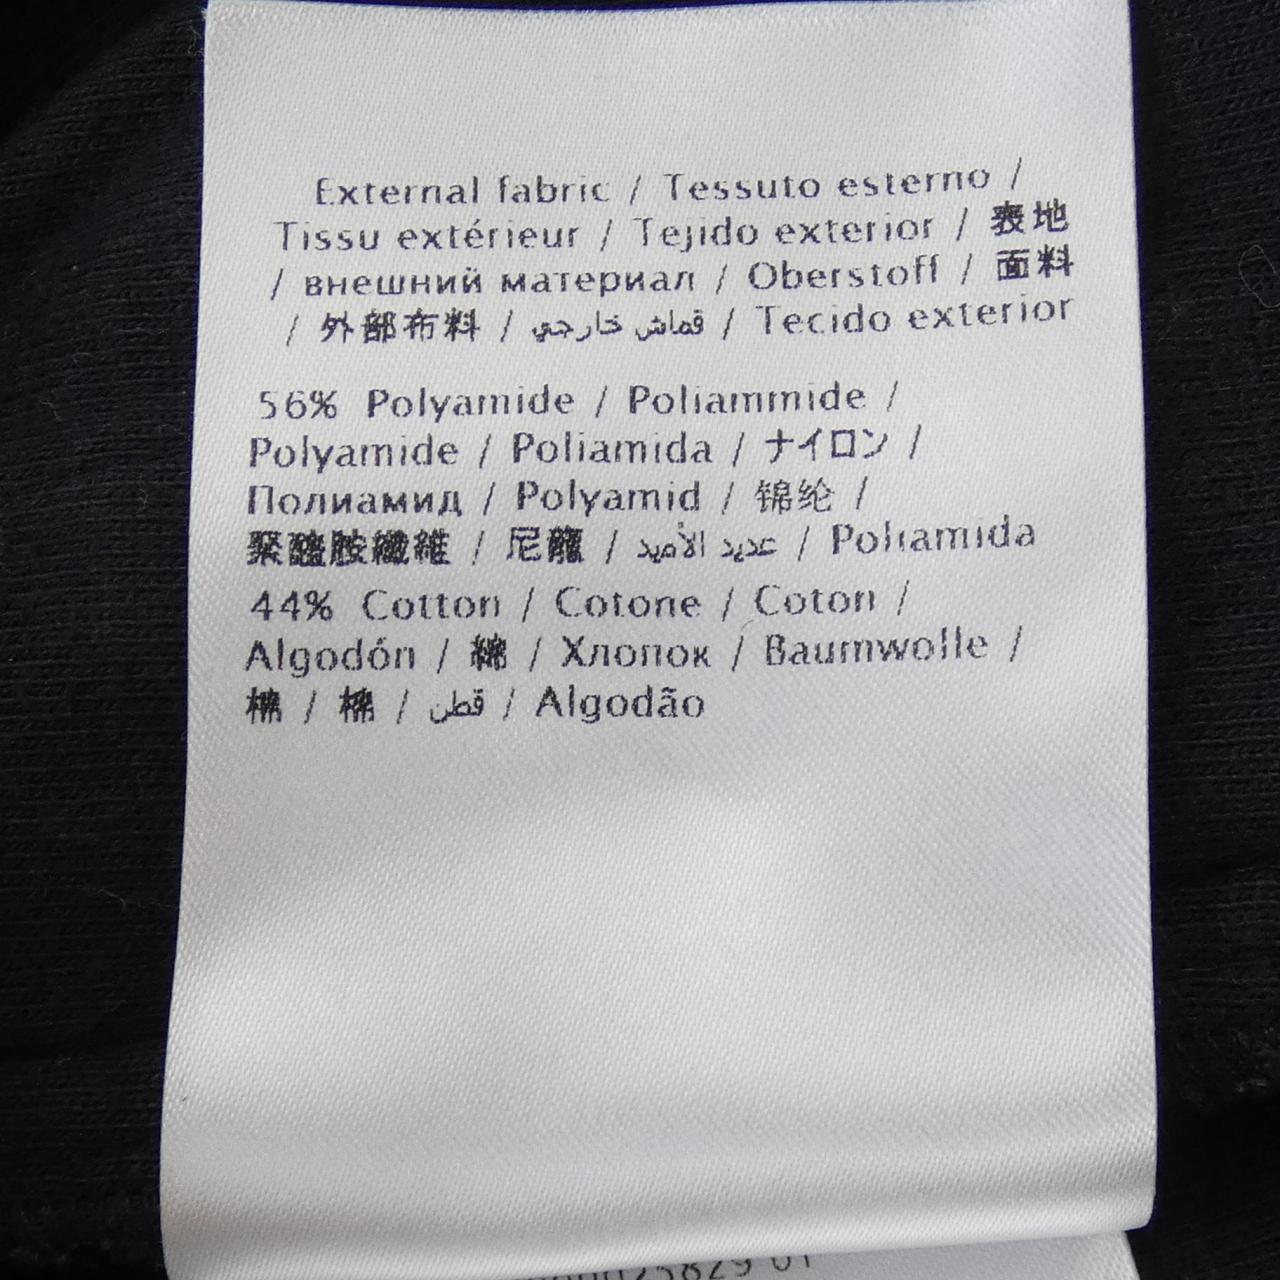 External fabric / Tessuto esterno /
Tissu extérieur / Tejido exterior / 表地
/ внешний материал / Oberstoff / 面料
/ 外部布料 / قماش خارجي / Tecido exterior
56% Polyamide / Poliammide /
Polyamide / Poliamida / ナイロン /
Полиамид / Polyamid / 锦纶 /
聚醯胺纖維 / 尼龍 / عديد الأميد / Poliamida
44% Cotton / Cotone / Coton /
Algodón / 綿 / Хлопок / Baumwolle /
棉 / 棉 / قطن / Algodão